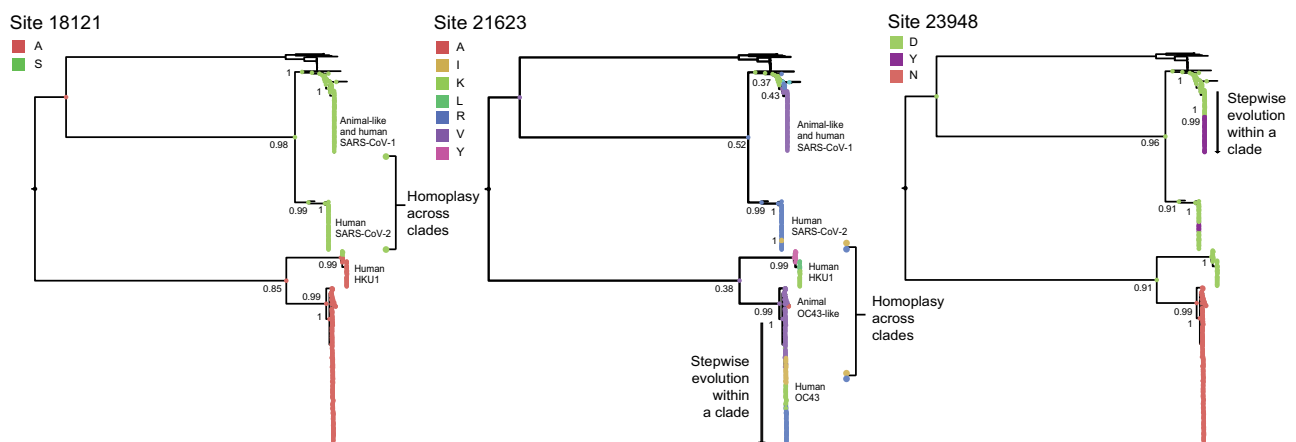 Site 18121
A
S
1
1
Animal-like
and human
SARS-CoV-1
0.98
Homoplasy
across
clades
0.99
1
Human
SARS-CoV-2
0.99
Human
HKU1
0.85
0.99
1
Site 21623
A
I
K
L
R
V
Y
0.37
0.43
Animal-like
and human
SARS-CoV-1
0.52
0.99
1
Human
SARS-CoV-2
1
0.99
Human
HKU1
0.38
Animal
OC43-like
0.99
1
Homoplasy
across
clades
Stepwise
evolution
within
a clade
Human
OC43
Site 23948
D
Y
N
1
1
0.99
Stepwise
evolution
within a
clade
0.96
0.91
1
1
0.91
0.99
1